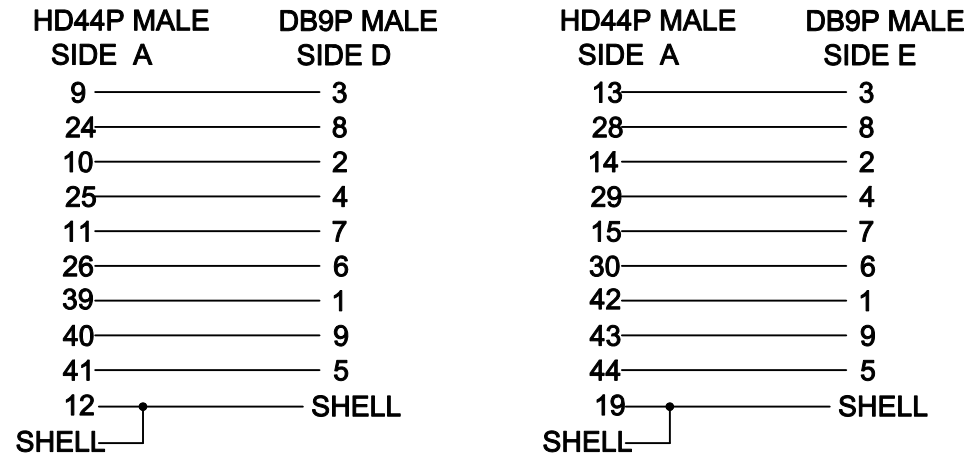 HD44P MALE DB9P MALE HD44P MALE DB9P MALE
SIDE A SIDE D SIDE A SIDE E
9 3 13 3
24 8 28 8
10 2 14 2
25 4 29 4
11 7 15 7
26 6 30 6
39 1 42 1
40 9 43 9
41 5 44 5
12 SHELL 19 SHELL
SHELL SHELL